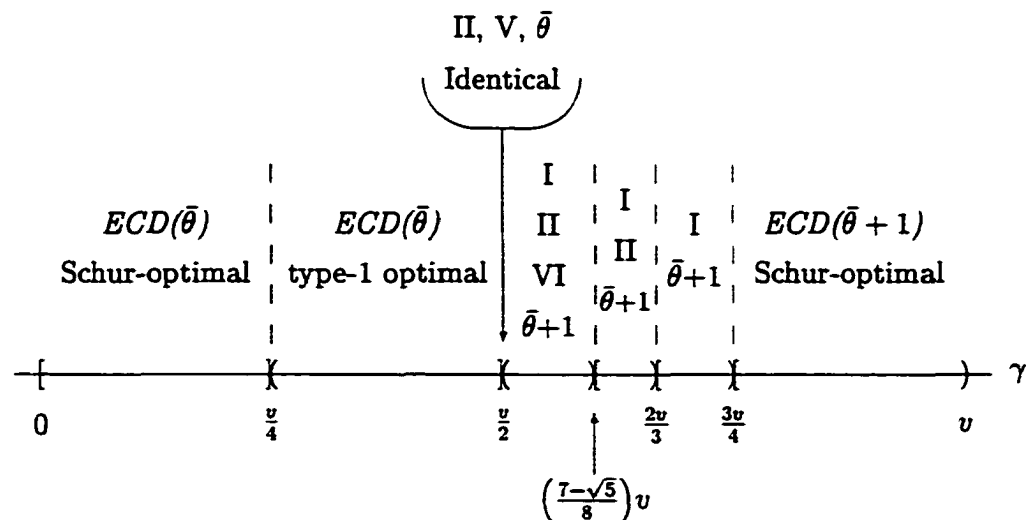 II, V, θ̄
Identical
ECD(θ̄)
Schur-optimal
ECD(θ̄)
type-1 optimal
I
II
VI
θ̄+1
I
II
θ̄+1
I
θ̄+1
ECD(θ̄ + 1)
Schur-optimal
[ )( )( )( )( )( ) γ
0 v/4 v/2 2v/3 3v/4 v
((7−√5)/8)v